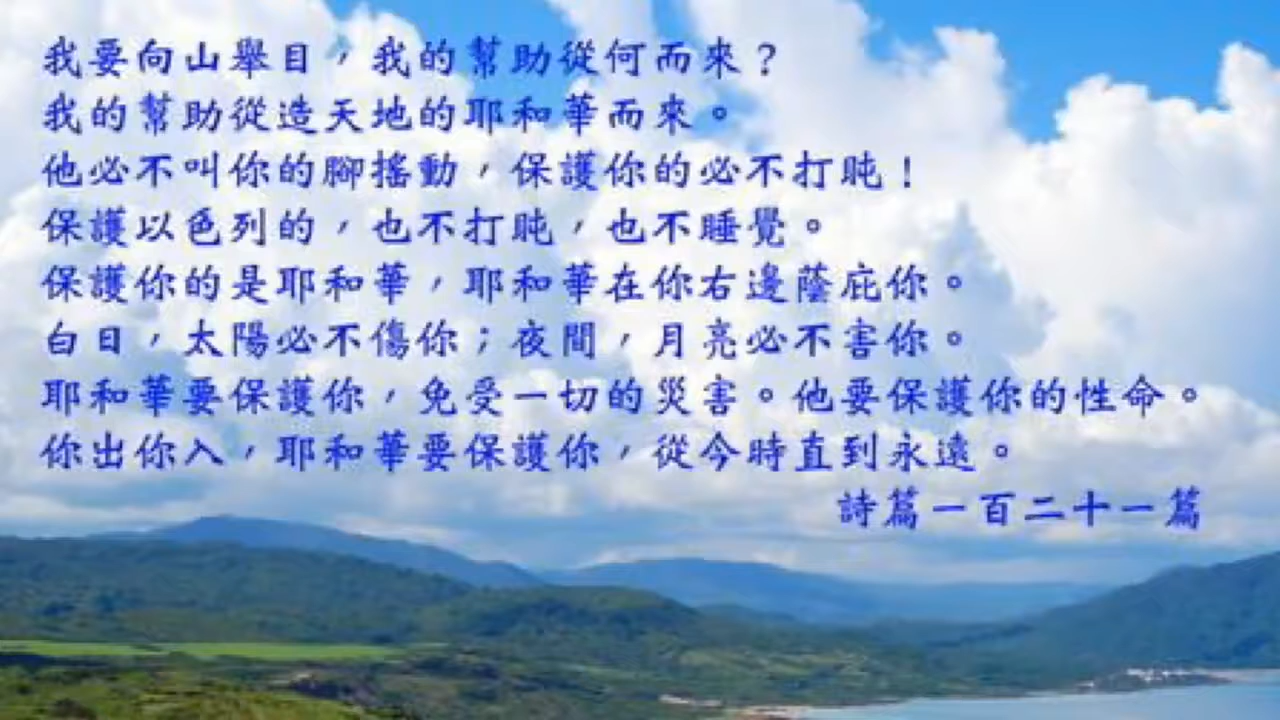 我要向山舉目，我的幫助從何而來？
我的幫助從造天地的耶和華而來。
他必不叫你的腳搖動，保護你的必不打盹！
保護以色列的，也不打盹，也不睡覺。
保護你的是耶和華，耶和華在你右邊蔭庇你。
白日，太陽必不傷你；夜間，月亮必不害你。
耶和華要保護你，免受一切的災害。他要保護你的性命。
你出你入，耶和華要保護你，從今時直到永遠。
詩篇一百二十一篇